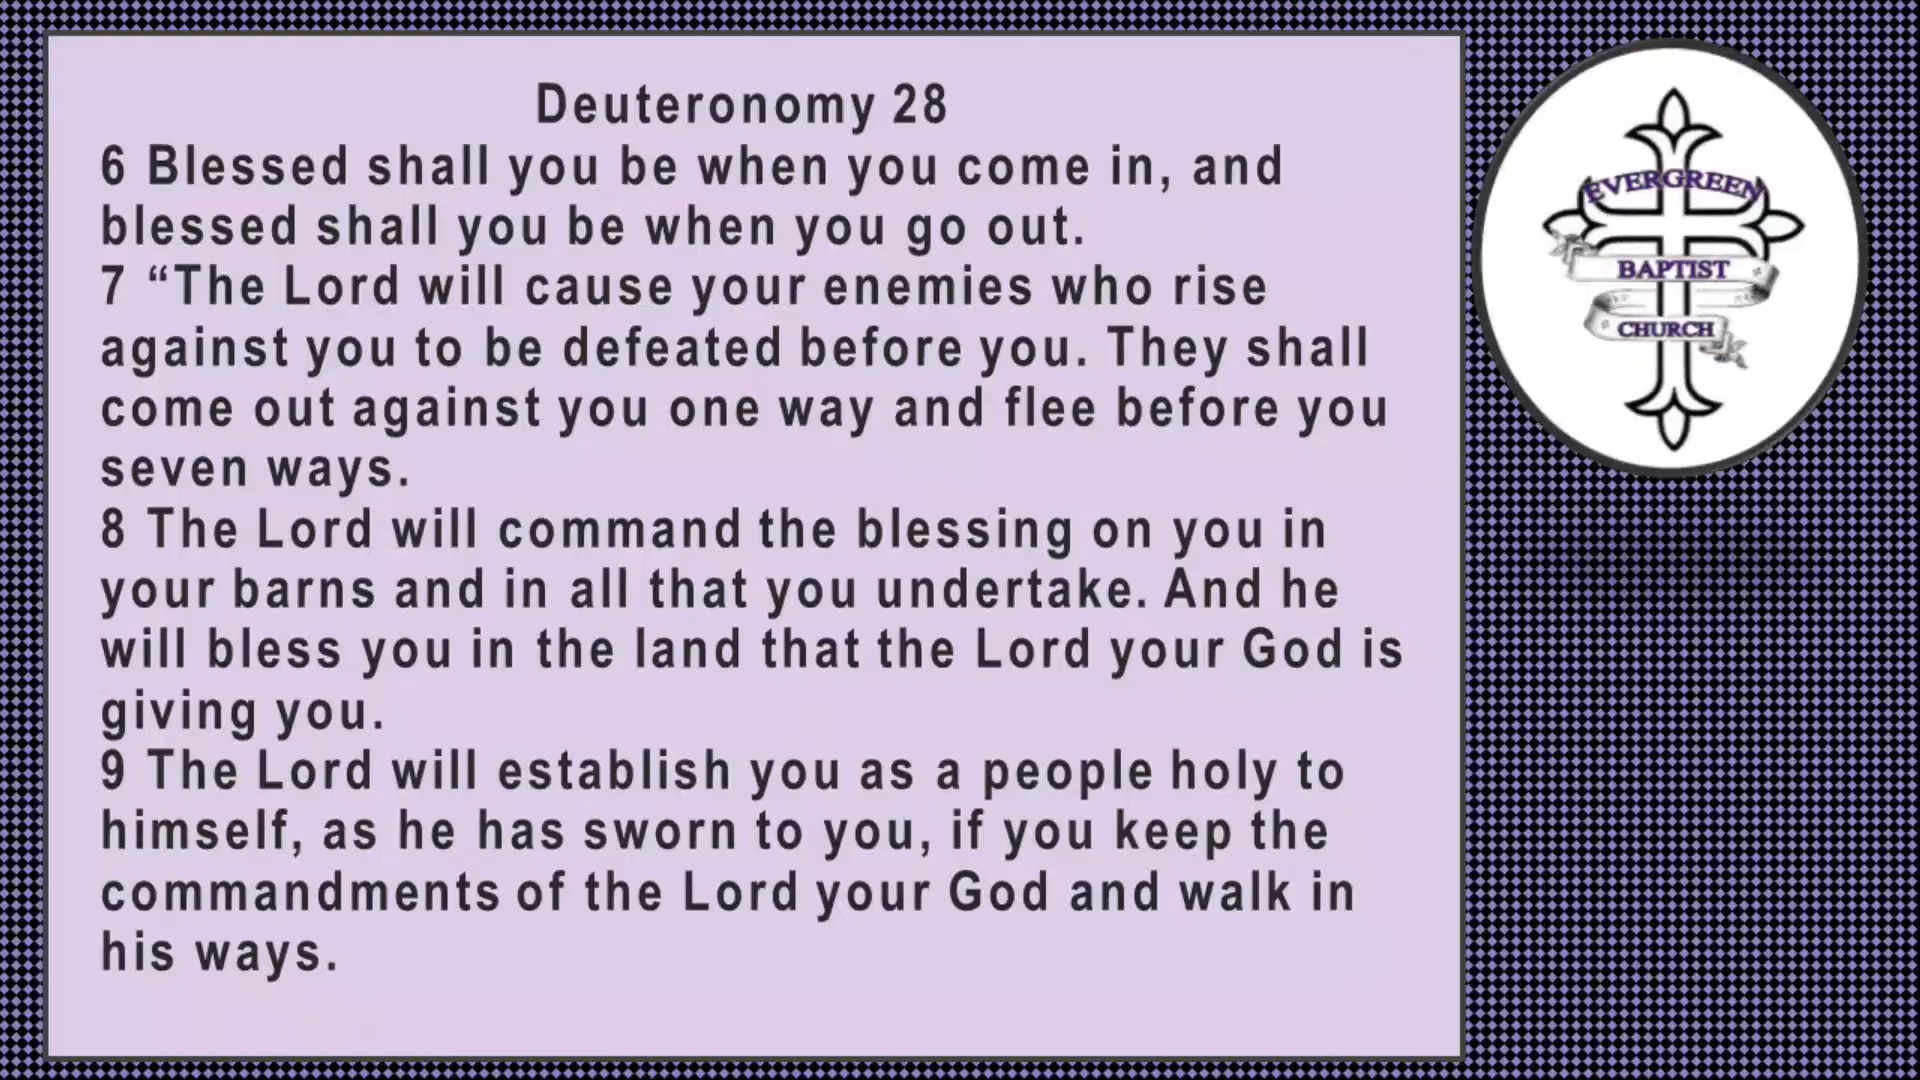 Deuteronomy 28
6 Blessed shall you be when you come in, and
blessed shall you be when you go out.
7 “The Lord will cause your enemies who rise
against you to be defeated before you. They shall
come out against you one way and flee before you
seven ways.
8 The Lord will command the blessing on you in
your barns and in all that you undertake. And he
will bless you in the land that the Lord your God is
giving you.
9 The Lord will establish you as a people holy to
himself, as he has sworn to you, if you keep the
commandments of the Lord your God and walk in
his ways.
EVERGREEN
BAPTIST
CHURCH